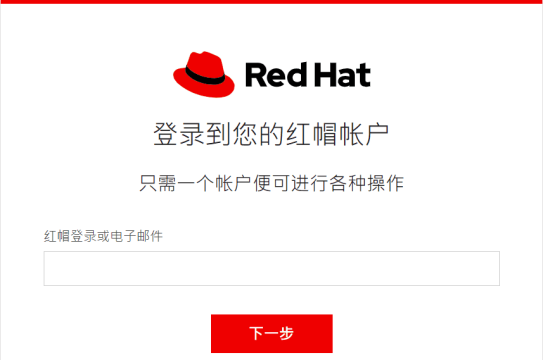 Red Hat
登录到您的红帽帐户
只需一个帐户便可进行各种操作
红帽登录或电子邮件
下一步